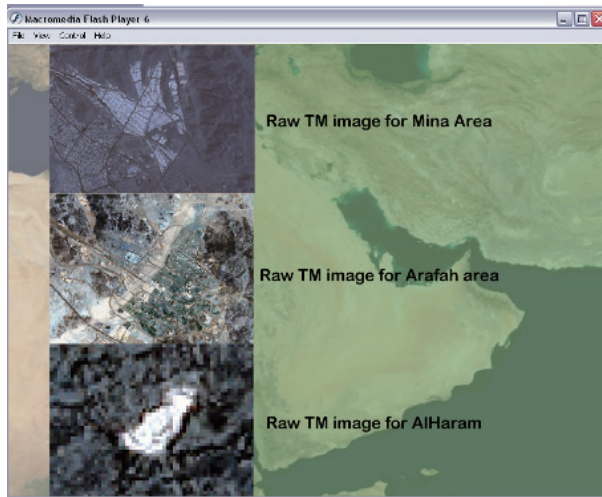 Macromedia Flash Player 6
File View Control Help
Raw TM image for Mina Area
Raw TM image for Arafah area
Raw TM image for AlHaram